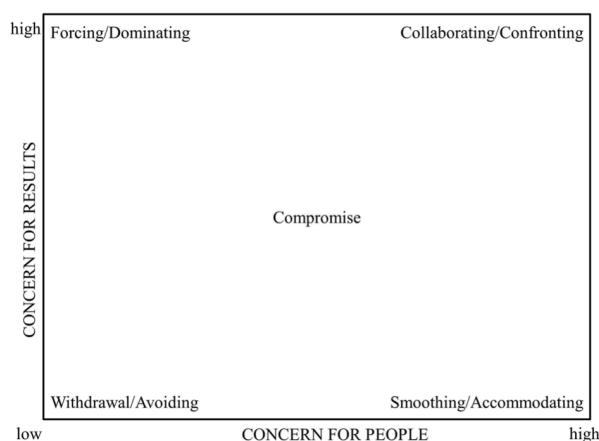 high
Forcing/Dominating
Collaborating/Confronting
CONCERN FOR RESULTS
Compromise
Withdrawal/Avoiding
Smoothing/Accommodating
low
CONCERN FOR PEOPLE
high